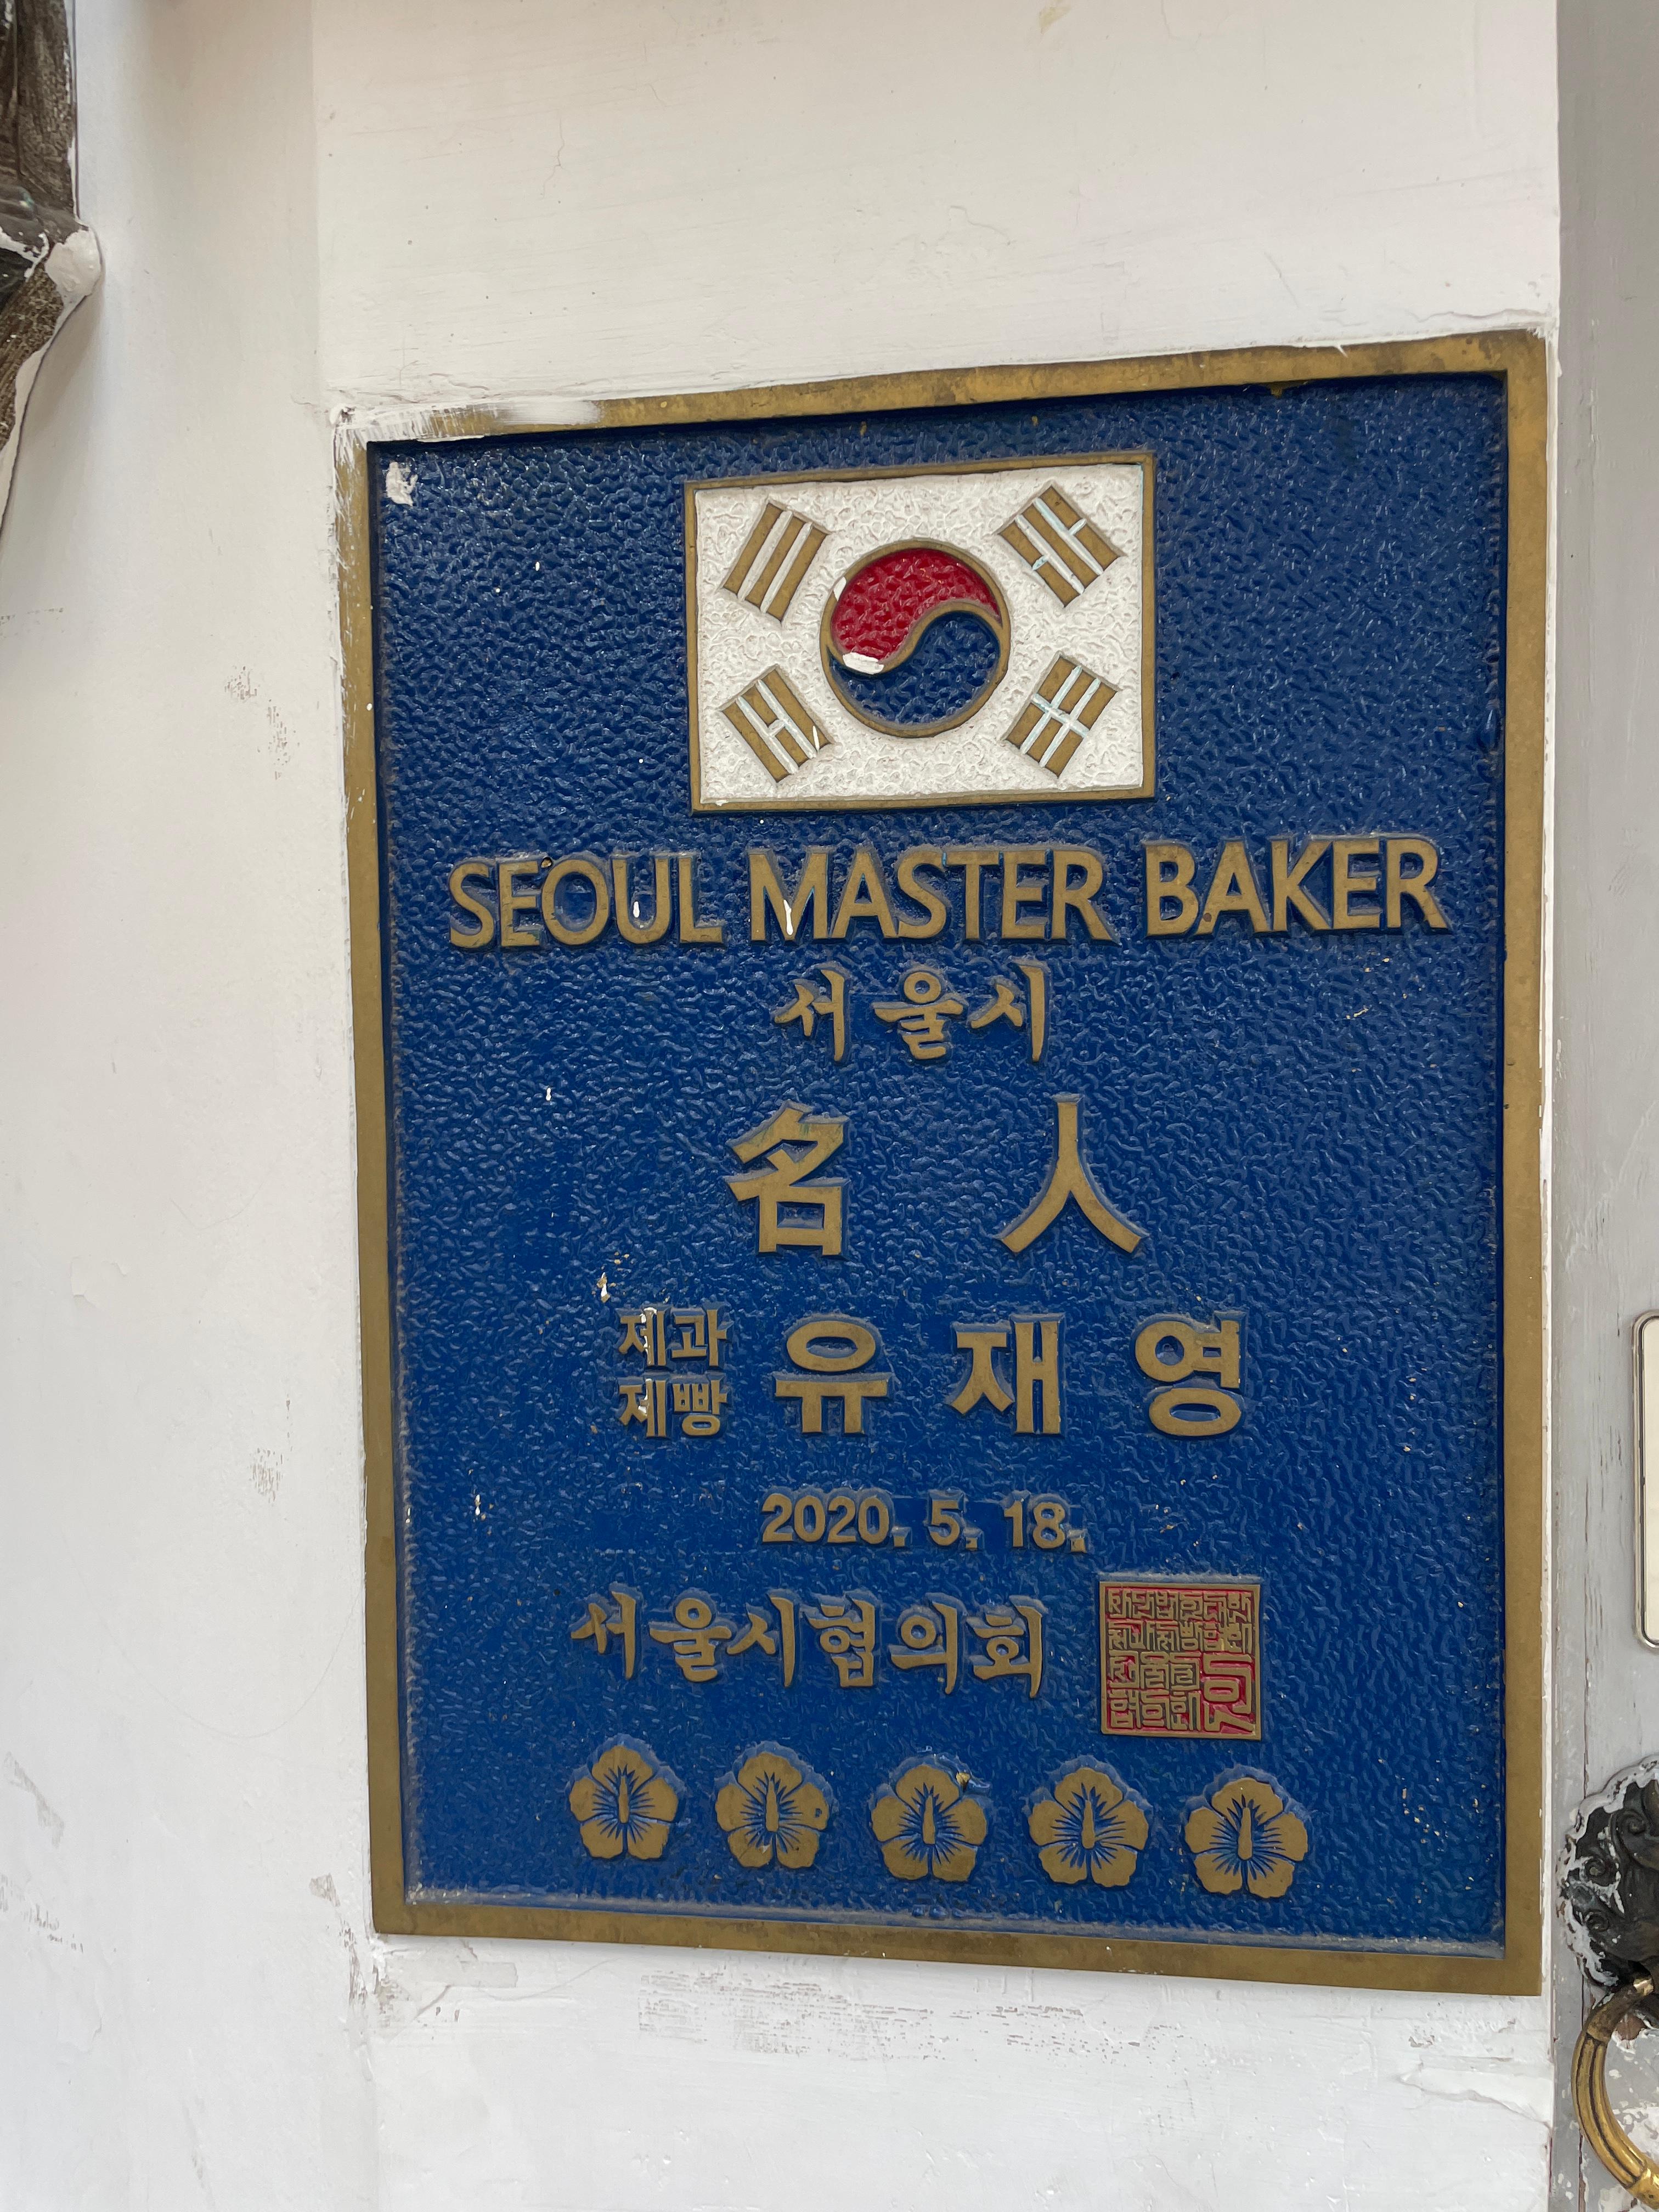 SEOUL MASTER BAKER
서울시
名人
제과
제빵
유재영
2020. 5. 18.
서울시협의회